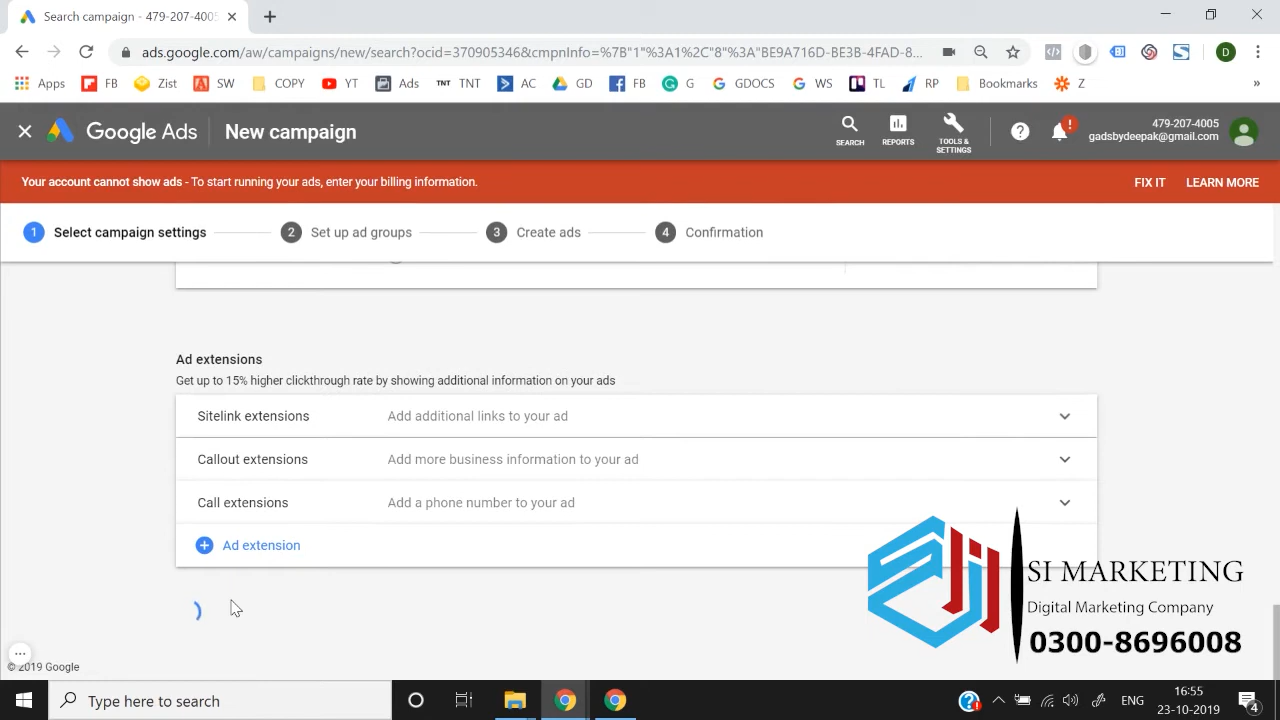 Search campaign - 479-207-4005
ads.google.com/aw/campaigns/new/search?ocid=370905346&cmpnInfo=%7B"1"%3A1%2C"8"%3A"BE9A716D-BE3B-4FAD-8...
D
Apps FB Zist SW COPY YT Ads TNT TNT AC GD FB G GDOCS WS TL RP Bookmarks Z »
Google Ads New campaign
SEARCH REPORTS TOOLS & SETTINGS
479-207-4005
gadsbydeepak@gmail.com
Your account cannot show ads - To start running your ads, enter your billing information. FIX IT LEARN MORE
1 Select campaign settings 2 Set up ad groups 3 Create ads 4 Confirmation
Ad extensions
Get up to 15% higher clickthrough rate by showing additional information on your ads
Sitelink extensions Add additional links to your ad
Callout extensions Add more business information to your ad
Call extensions Add a phone number to your ad
Ad extension
SI MARKETING
Digital Marketing Company
0300-8696008
© 2019 Google
Type here to search
ENG
16:55
23-10-2019
4